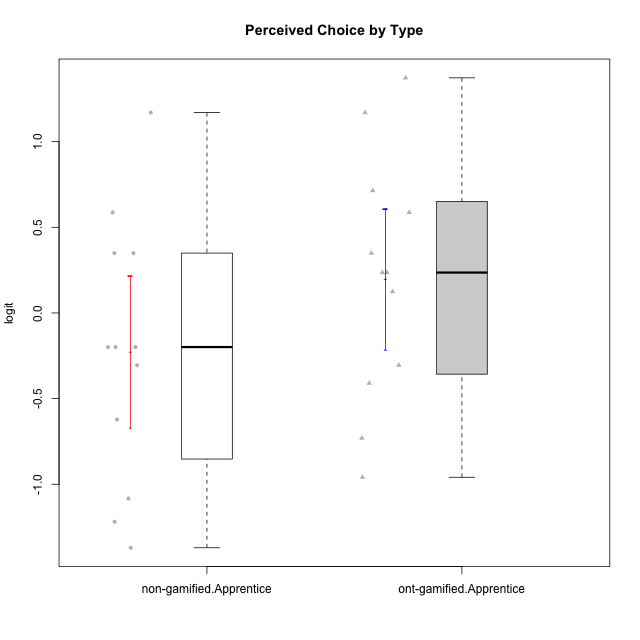 Perceived Choice by Type
logit
1.0
0.5
0.0
-0.5
-1.0
non-gamified.Apprentice
ont-gamified.Apprentice